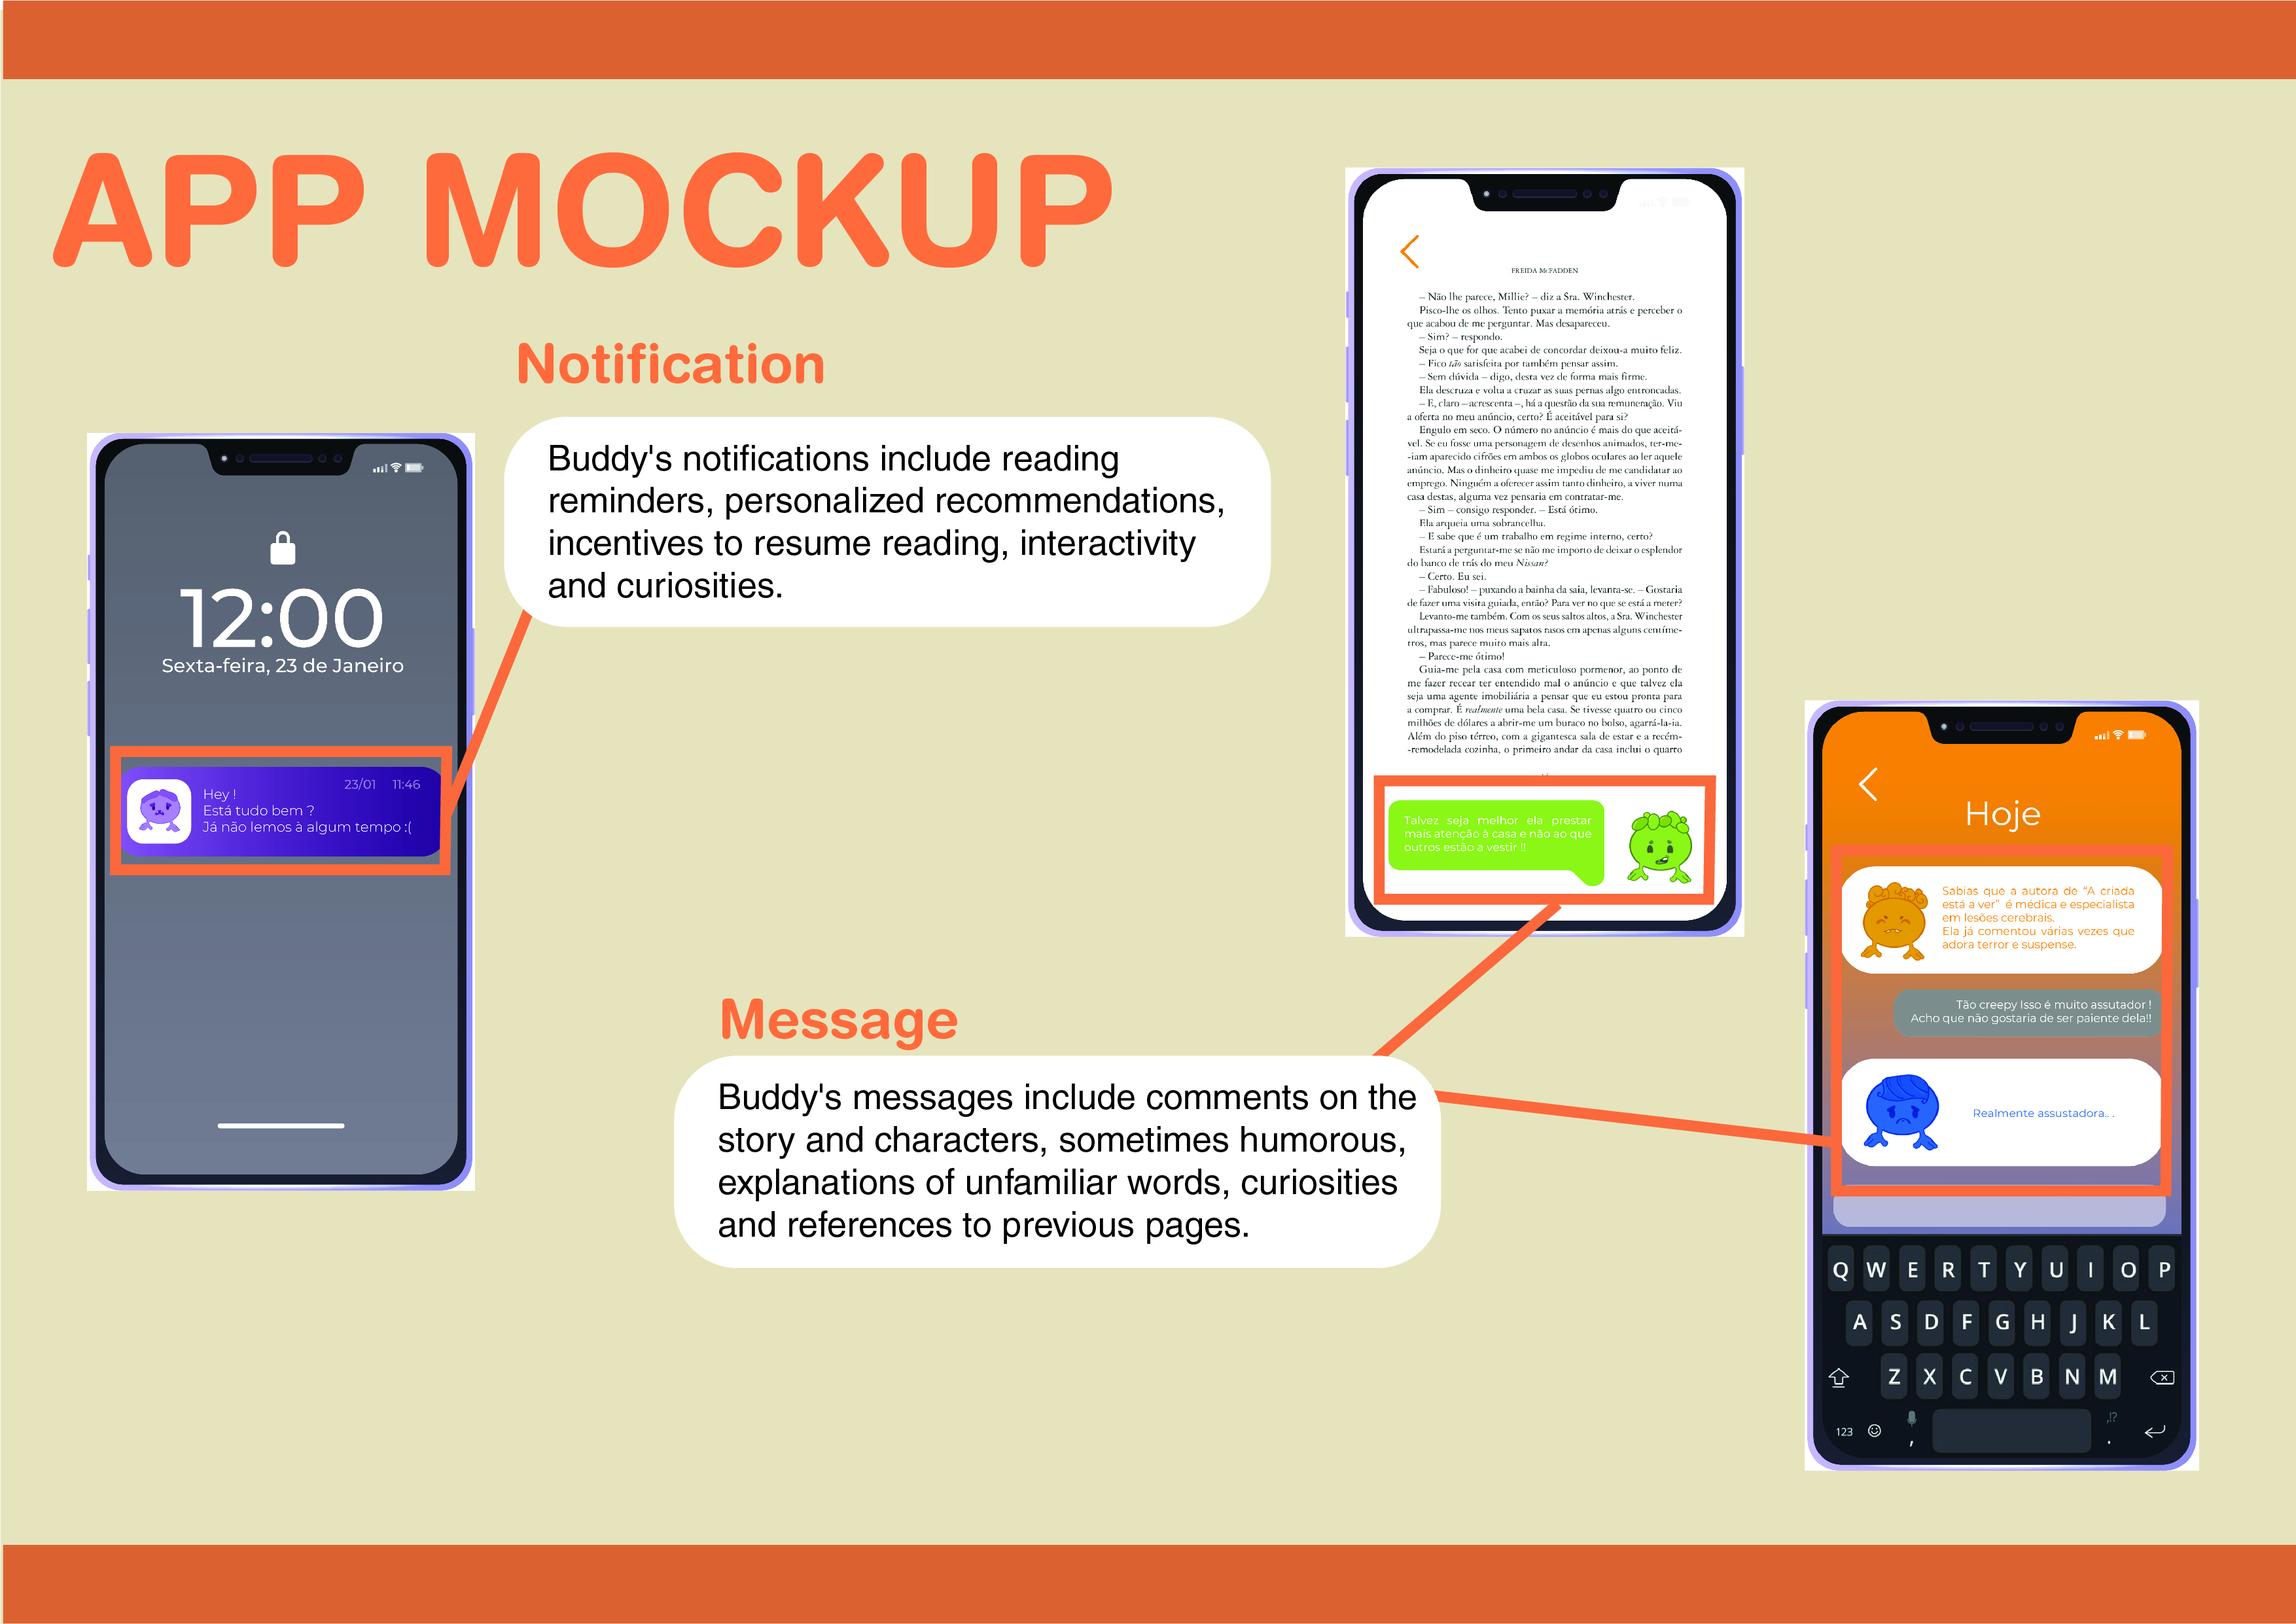 APP MOCKUP
Notification
Buddy's notifications include reading
reminders, personalized recommendations,
incentives to resume reading, interactivity
and curiosities.
12:00
Sexta-feira, 23 de Janeiro
23/01 11:46
Hey !
Está tudo bem ?
Já não lemos à algum tempo :(
FREIDA McFADDEN
– Não lhe parece, Millie? – diz a Sra. Winchester.
Pisco-lhe os olhos. Tento puxar a memória atrás e perceber o
que acabou de me perguntar. Mas desapareceu.
– Sim? – respondo.
Seja o que for que acabei de concordar deixou-a muito feliz.
– Fico tão satisfeita por também pensar assim.
– Sem dúvida – digo, desta vez de forma mais firme.
Ela descruza e volta a cruzar as suas pernas algo entroncadas.
– E, claro – acrescenta –, há a questão da sua remuneração. Viu
a oferta no meu anúncio, certo? É aceitável para si?
Engulo em seco. O número no anúncio é mais do que aceitá-
vel. Se eu fosse uma personagem de desenhos animados, ter-me-
-iam aparecido cifrões em ambos os globos oculares ao ler aquele
anúncio. Mas o dinheiro quase me impediu de me candidatar ao
emprego. Ninguém a oferecer assim tanto dinheiro, a viver numa
casa destas, alguma vez pensaria em contratar-me.
– Sim – consigo responder. – Está ótimo.
Ela arqueia uma sobrancelha.
– E sabe que é um trabalho em regime interno, certo?
Estará a perguntar-me se não me importo de deixar o esplendor
do banco de trás do meu Nissan?
– Certo. Eu sei.
– Fabuloso! – puxando a bainha da saia, levanta-se. – Gostaria
de fazer uma visita guiada, então? Para ver no que se está a meter?
Levanto-me também. Com os seus saltos altos, a Sra. Winchester
ultrapassa-me nos meus sapatos rasos em apenas alguns centíme-
tros, mas parece muito mais alta.
– Parece-me ótimo!
Guia-me pela casa com meticuloso pormenor, ao ponto de
me fazer recear ter entendido mal o anúncio e que talvez ela
seja uma agente imobiliária a pensar que eu estou pronta para
a comprar. É realmente uma bela casa. Se tivesse quatro ou cinco
milhões de dólares a abrir-me um buraco no bolso, agarrá-la-ia.
Além do piso térreo, com a gigantesca sala de estar e a recém-
-remodelada cozinha, o primeiro andar da casa inclui o quarto
Talvez seja melhor ela prestar
mais atenção à casa e não ao que
outros estão a vestir !!
Message
Buddy's messages include comments on the
story and characters, sometimes humorous,
explanations of unfamiliar words, curiosities
and references to previous pages.
Hoje
Sabias que a autora de “A criada
está a ver” é médica e especialista
em lesões cerebrais.
Ela já comentou várias vezes que
adora terror e suspense.
Tão creepy Isso é muito assutador !
Acho que não gostaria de ser paiente dela!!
Realmente assustadora.. .
Q W E R T Y U I O P
A S D F G H J K L
Z X C V B N M
123 , ,!? .